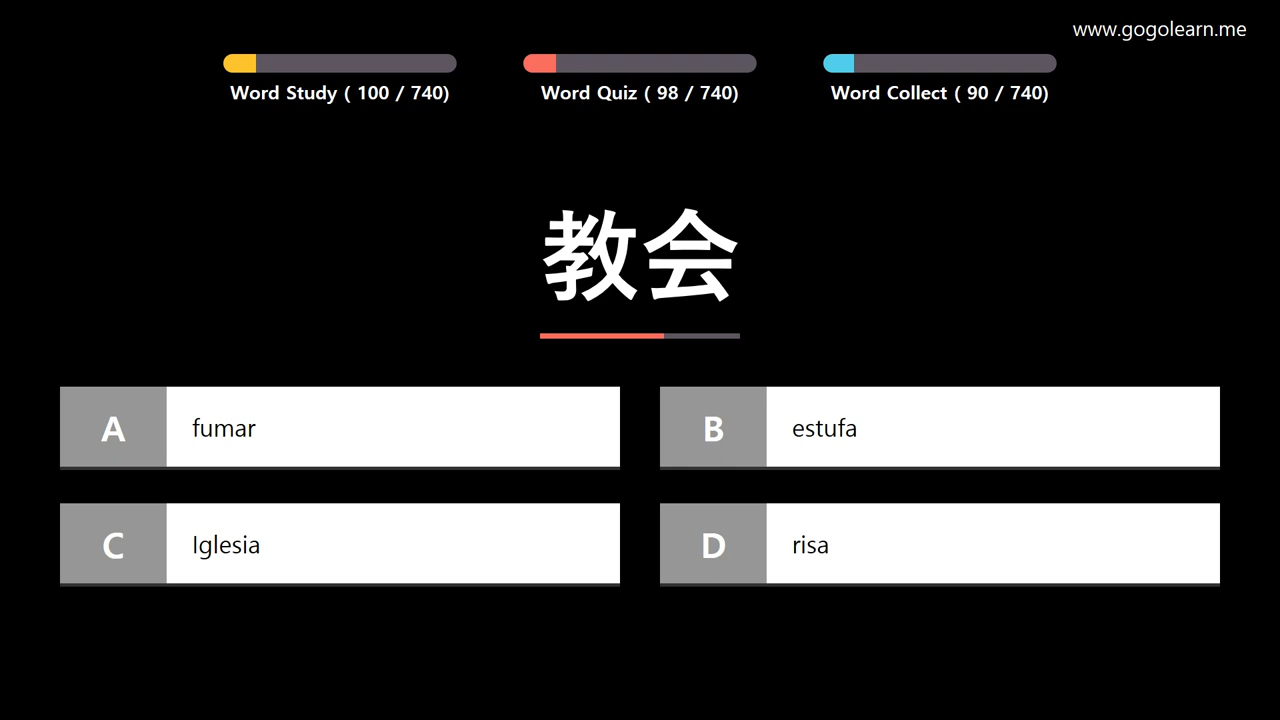 www.gogolearn.me
Word Study ( 100 / 740)
Word Quiz ( 98 / 740)
Word Collect ( 90 / 740)
教会
A fumar
B estufa
C Iglesia
D risa